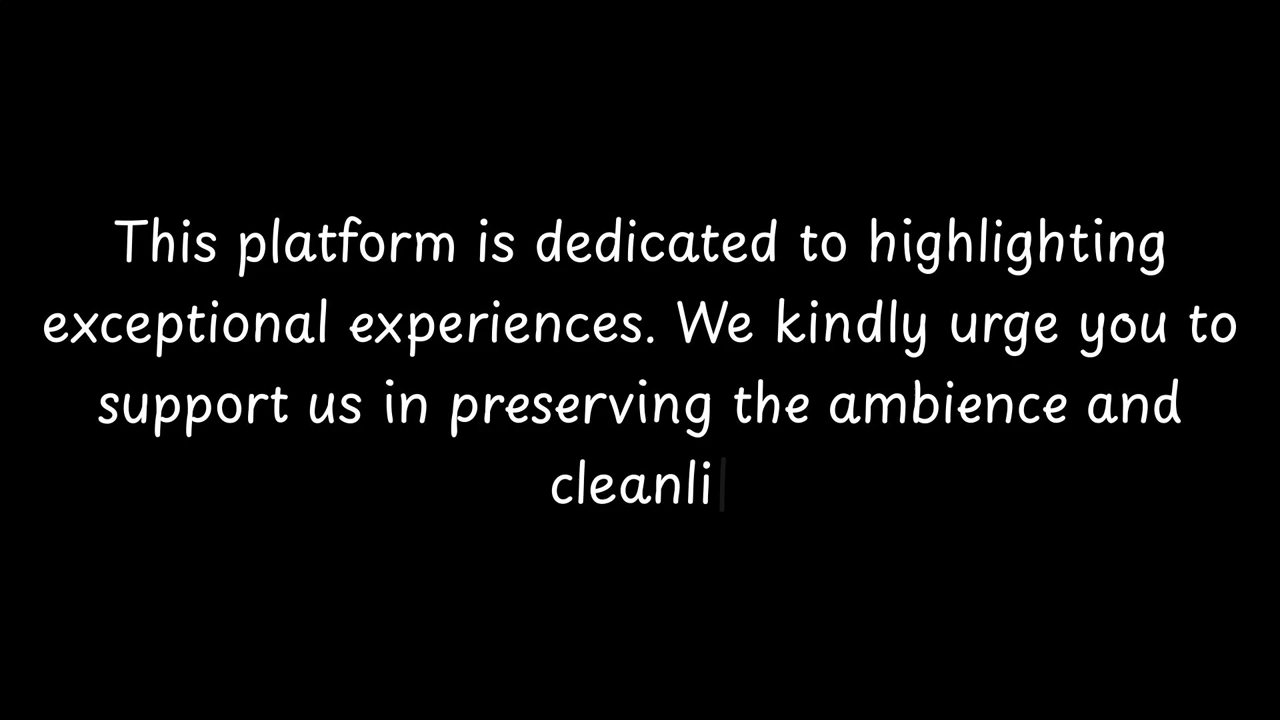 This platform is dedicated to highlighting
exceptional experiences. We kindly urge you to
support us in preserving the ambience and
cleanli